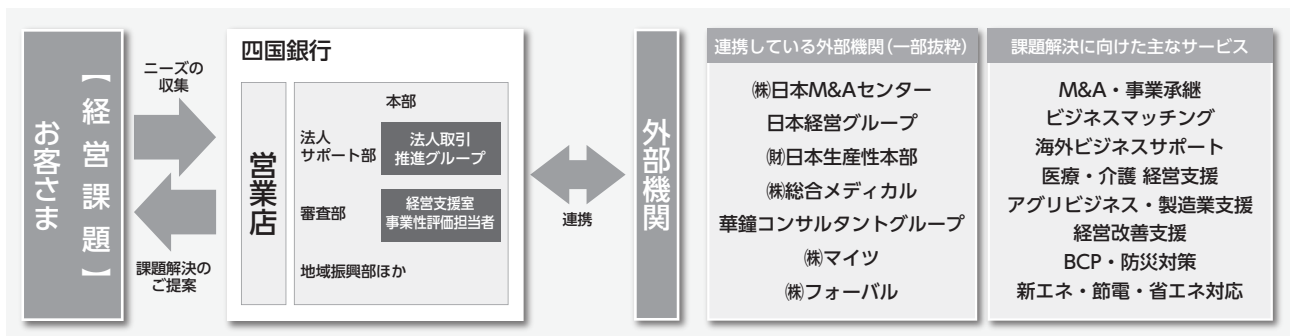 お客さま
【経営課題】
ニーズの
収集
課題解決の
ご提案
四国銀行
営業店
本部
法人
サポート部
法人取引
推進グループ
審査部
経営支援室
事業性評価担当者
地域振興部ほか
連携
外部機関
連携している外部機関(一部抜粋)
㈱日本M&Aセンター
日本経営グループ
㈶日本生産性本部
㈱総合メディカル
華鐘コンサルタントグループ
㈱マイツ
㈱フォーバル
課題解決に向けた主なサービス
M&A・事業承継
ビジネスマッチング
海外ビジネスサポート
医療・介護 経営支援
アグリビジネス・製造業支援
経営改善支援
BCP・防災対策
新エネ・節電・省エネ対応